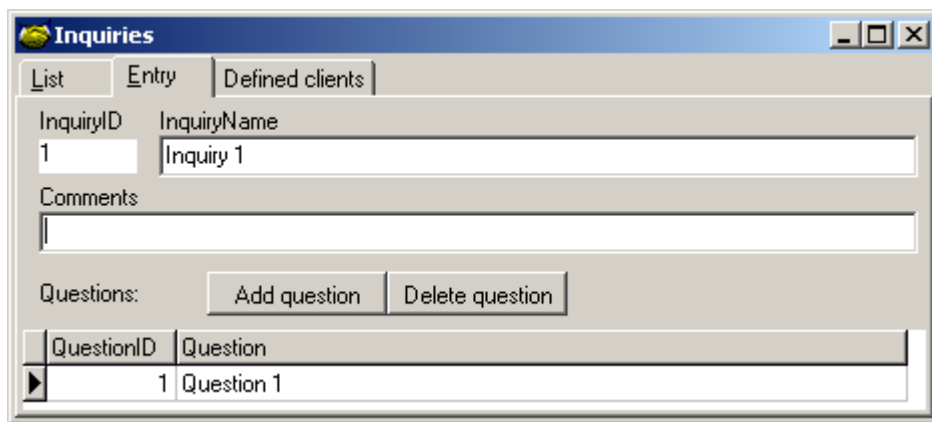 Inquiries
List Entry Defined clients
InquiryID InquiryName
1 Inquiry 1
Comments
Questions: Add question Delete question
QuestionID Question
1 Question 1